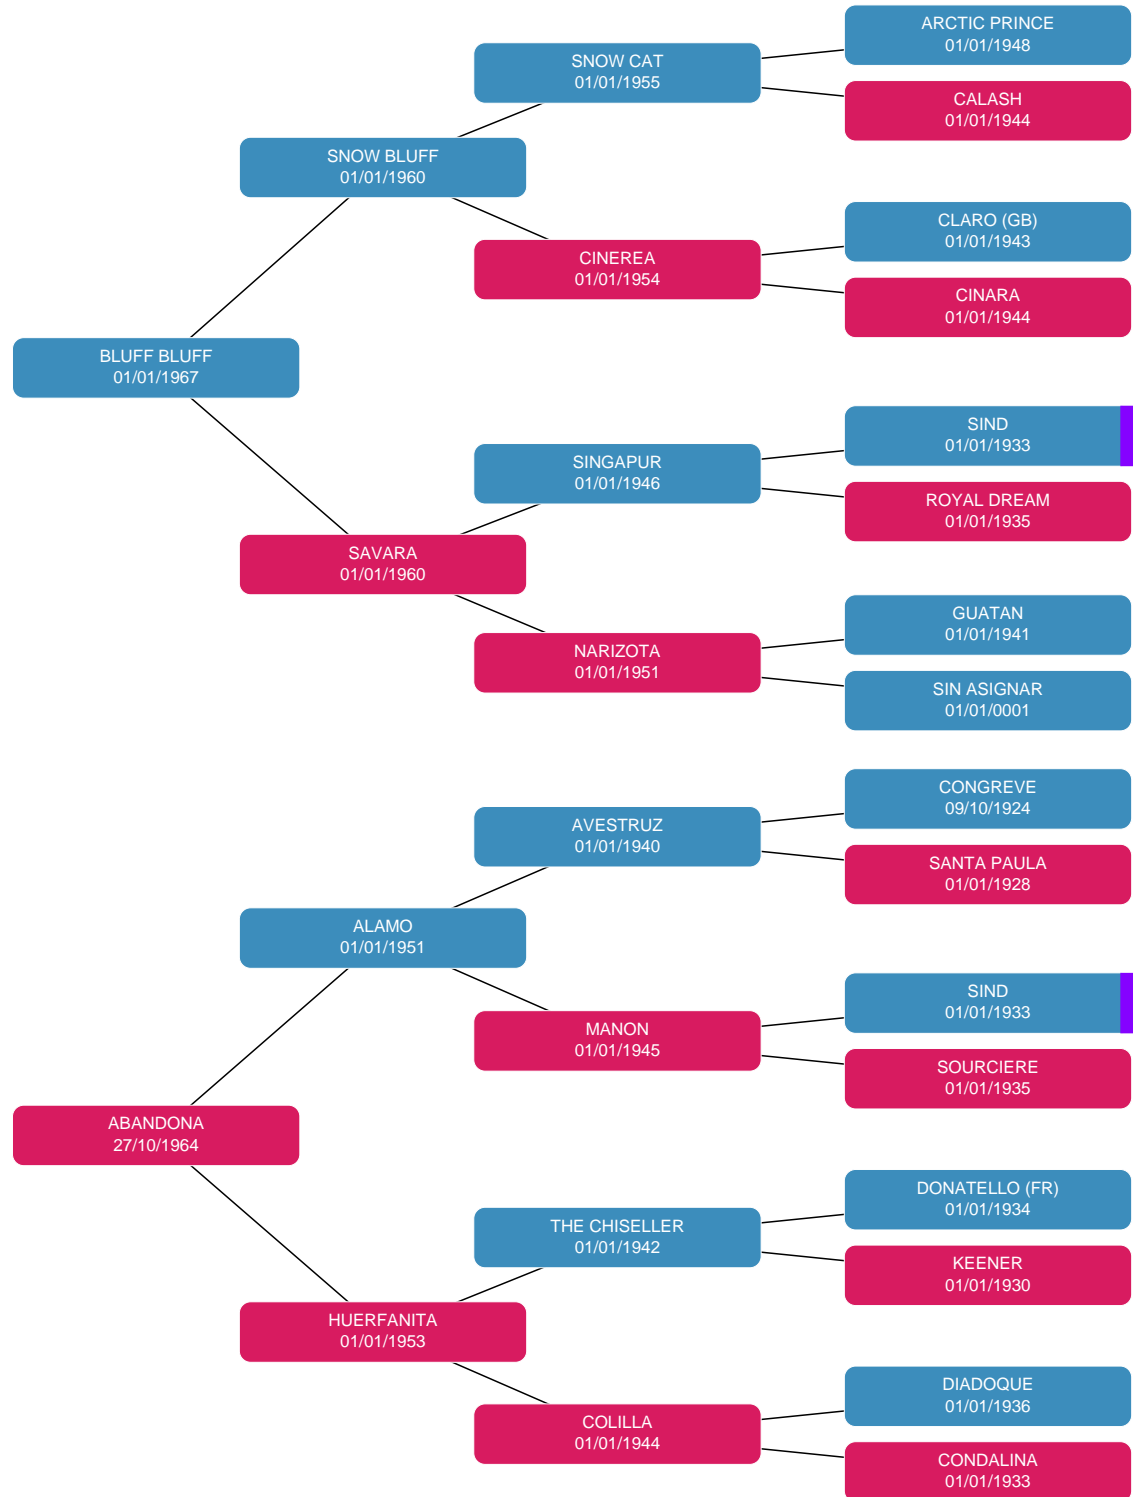 ARCTIC PRINCE
01/01/1948
SNOW CAT
01/01/1955
CALASH
01/01/1944
SNOW BLUFF
01/01/1960
CLARO (GB)
01/01/1943
CINEREA
01/01/1954
CINARA
01/01/1944
BLUFF BLUFF
01/01/1967
SIND
01/01/1933
SINGAPUR
01/01/1946
ROYAL DREAM
01/01/1935
SAVARA
01/01/1960
GUATAN
01/01/1941
NARIZOTA
01/01/1951
SIN ASIGNAR
01/01/0001
CONGREVE
09/10/1924
AVESTRUZ
01/01/1940
SANTA PAULA
01/01/1928
ALAMO
01/01/1951
SIND
01/01/1933
MANON
01/01/1945
SOURCIERE
01/01/1935
ABANDONA
27/10/1964
DONATELLO (FR)
01/01/1934
THE CHISELLER
01/01/1942
KEENER
01/01/1930
HUERFANITA
01/01/1953
DIADOQUE
01/01/1936
COLILLA
01/01/1944
CONDALINA
01/01/1933